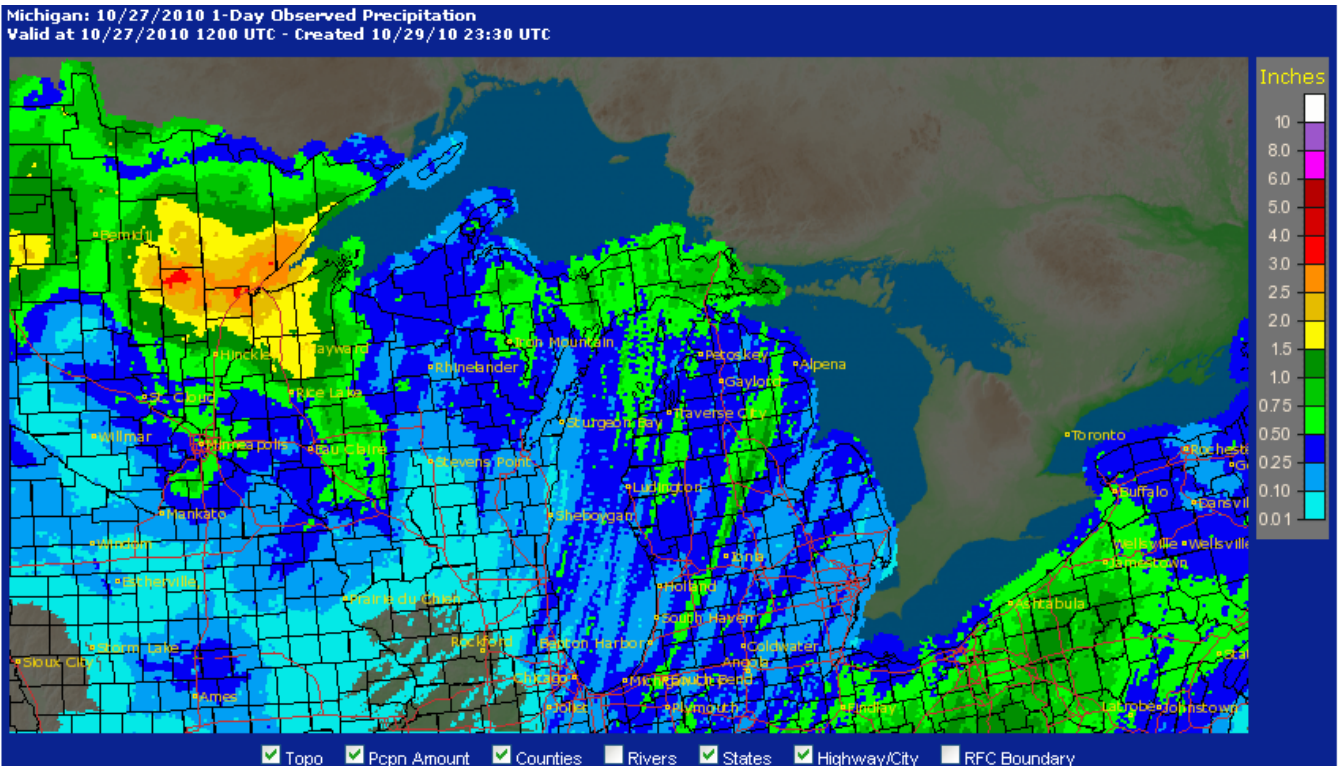 Michigan: 10/27/2010 1-Day Observed Precipitation
Valid at 10/27/2010 1200 UTC - Created 10/29/10 23:30 UTC
Inches
10
8.0
6.0
5.0
4.0
3.0
2.5
2.0
1.5
1.0
0.75
0.50
0.25
0.10
0.01
Bemidji
Hinckley
Hayward
Iron Mountain
Petoskey
Alpena
Rhinelander
Gaylord
St. Cloud
Rice Lake
Traverse City
Sturgeon Bay
Toronto
Willmar
Minneapolis
Eau Claire
Rocheste
Stevens Point
Ge
Ludington
Buffalo
Dansvil
Mankato
Sheboygan
Windom
Wellsville
Wellsville
Ionia
Jamestown
Estherville
Holland
Prairie du Chien
Ashtabula
South Haven
Rockford
Benton Harbor
Storm Lake
Coldwater
Sioux City
Angola
Stat
Chicago
South Bend
Ames
Joliet
Plymouth
Findlay
Latrobe
Johnstown
Topo
Pcpn Amount
Counties
Rivers
States
Highway/City
RFC Boundary